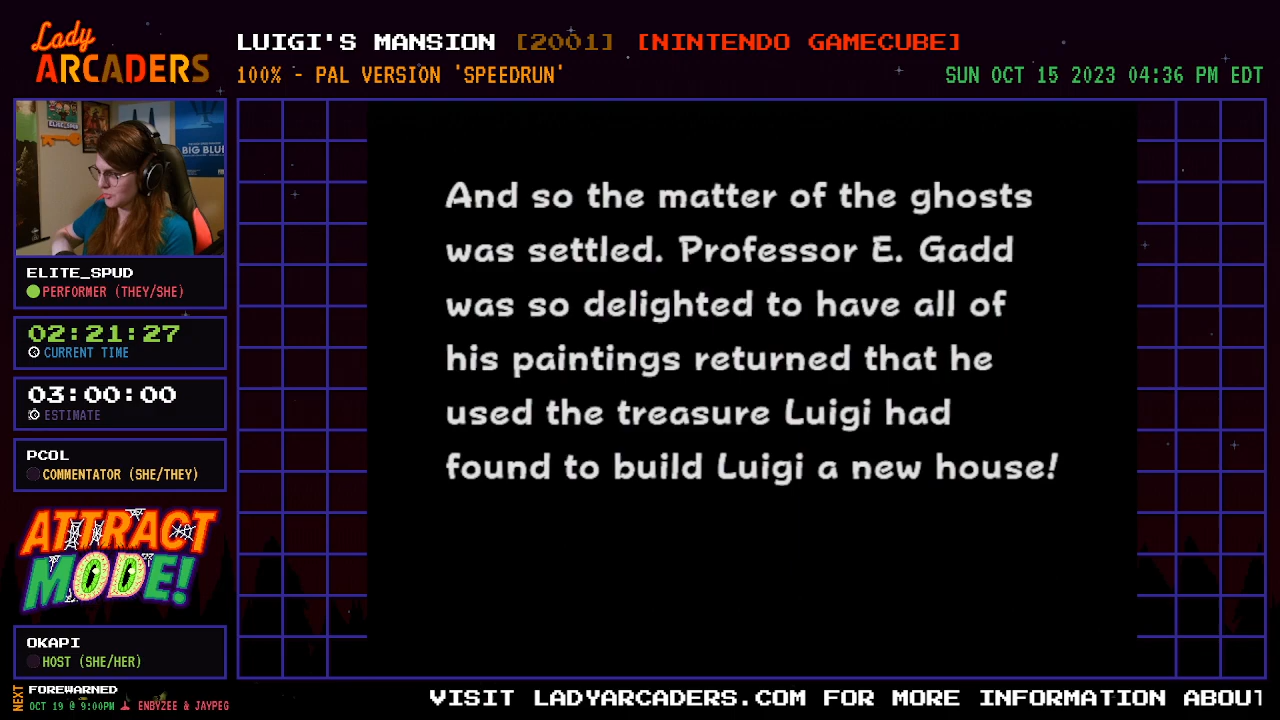 Lady
ARCADERS
LUIGI'S MANSION [2001] [NINTENDO GAMECUBE]
100% - PAL VERSION 'SPEEDRUN'
SUN OCT 15 2023 04:36 PM EDT
BIG BLUE
ELITE_SPUD
PERFORMER (THEY/SHE)
02:21:27
CURRENT TIME
03:00:00
ESTIMATE
PCOL
COMMENTATOR (SHE/THEY)
ATTRACT
MODE!
OKAPI
HOST (SHE/HER)
And so the matter of the ghosts
was settled. Professor E. Gadd
was so delighted to have all of
his paintings returned that he
used the treasure Luigi had
found to build Luigi a new house!
NEXT
FOREWARNED
OCT 19 @ 9:00PM ENBYZEE & JAYPEG
VISIT LADYARCADERS.COM FOR MORE INFORMATION ABOU